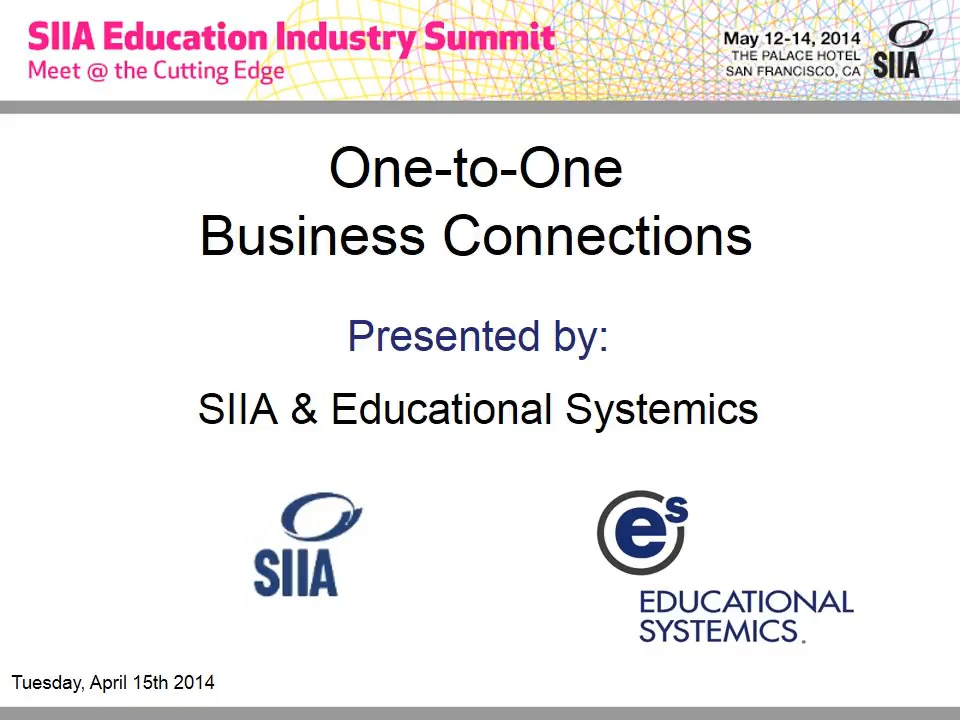 SIIA Education Industry Summit
Meet @ the Cutting Edge
May 12-14, 2014
THE PALACE HOTEL
SAN FRANCISCO, CA
SIIA
One-to-One
Business Connections
Presented by:
SIIA & Educational Systemics
SIIA
es
EDUCATIONAL
SYSTEMICS.
Tuesday, April 15th 2014